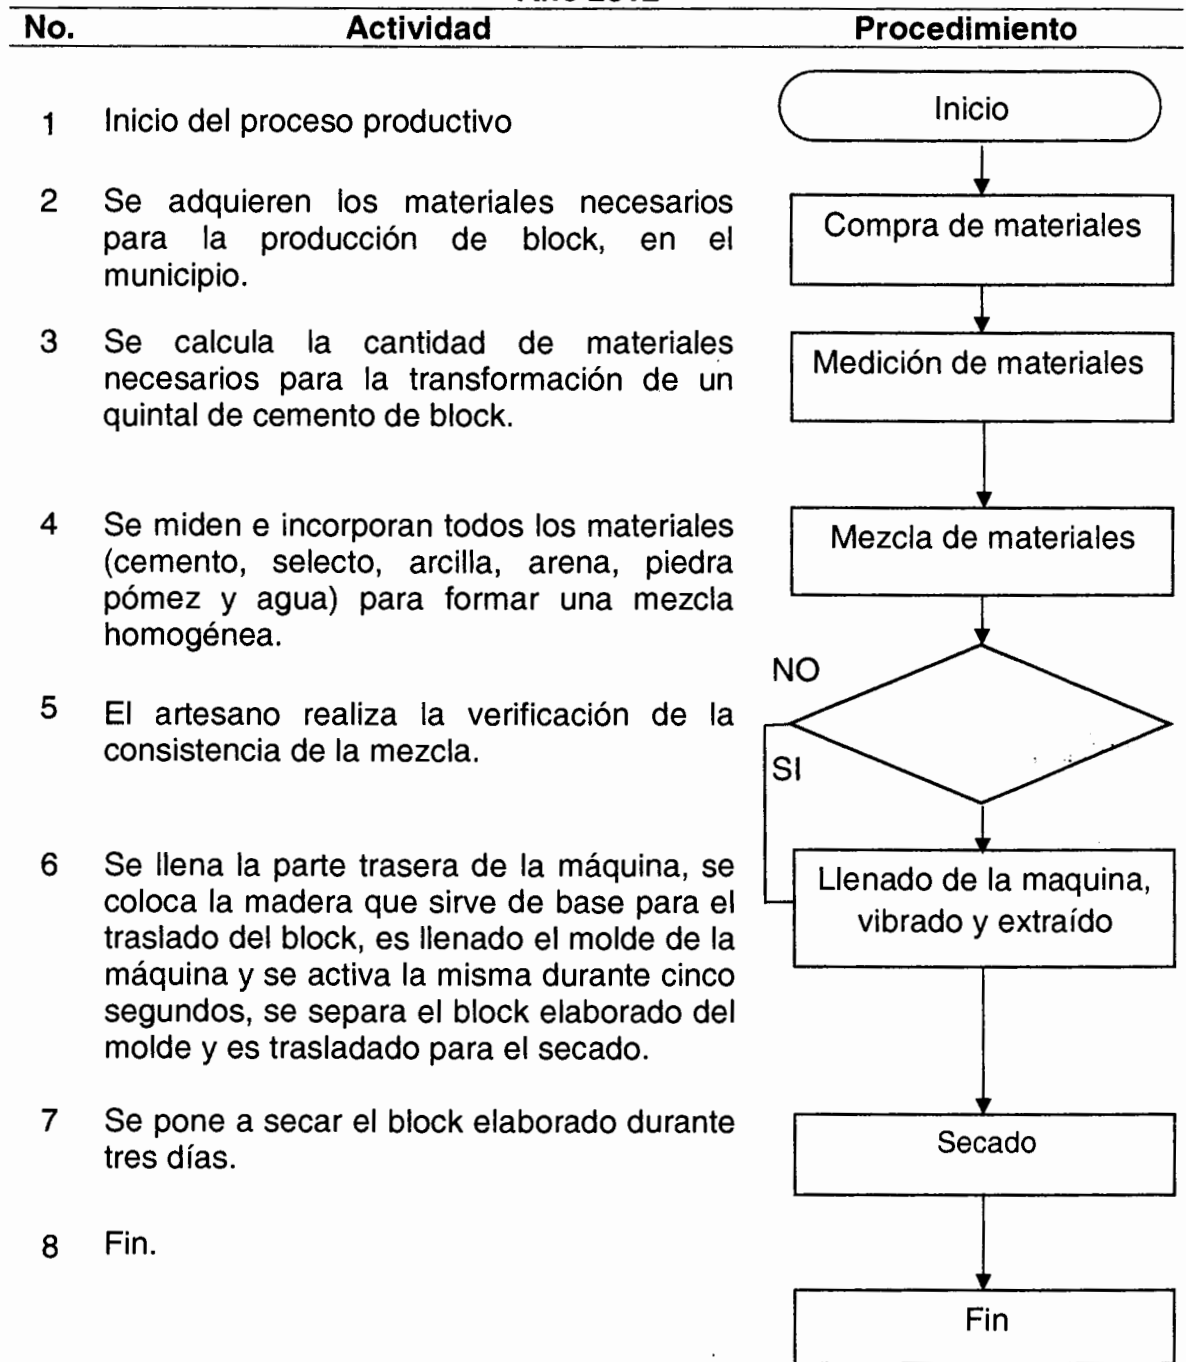 No. Actividad Procedimiento
1 Inicio del proceso productivo
Inicio
2 Se adquieren los materiales necesarios
para la producción de block, en el
municipio.
Compra de materiales
3 Se calcula la cantidad de materiales
necesarios para la transformación de un
quintal de cemento de block.
Medición de materiales
4 Se miden e incorporan todos los materiales
(cemento, selecto, arcilla, arena, piedra
pómez y agua) para formar una mezcla
homogénea.
Mezcla de materiales
NO
5 El artesano realiza la verificación de la
consistencia de la mezcla.
SI
6 Se llena la parte trasera de la máquina, se
coloca la madera que sirve de base para el
traslado del block, es llenado el molde de la
máquina y se activa la misma durante cinco
segundos, se separa el block elaborado del
molde y es trasladado para el secado.
Llenado de la maquina,
vibrado y extraído
7 Se pone a secar el block elaborado durante
tres días.
Secado
8 Fin.
Fin